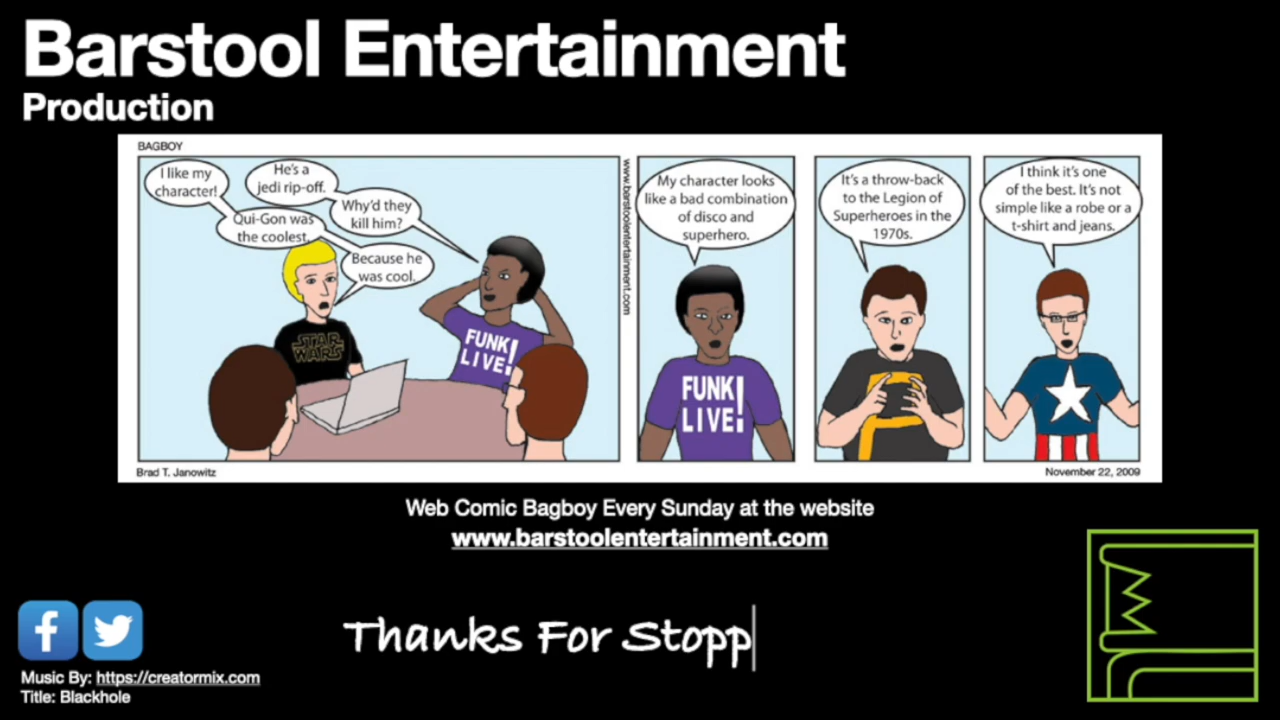 Barstool Entertainment
Production
BAGBOY
I like my
character!
He's a
jedi rip-off.
Qui-Gon was
the coolest.
Why'd they
kill him?
Because he
was cool.
STAR
WARS
FUNK
LIVE!
www.barstoolentertainment.com
My character looks
like a bad combination
of disco and
superhero.
FUNK
LIVE!
It's a throw-back
to the Legion of
Superheroes in the
1970s.
I think it's one
of the best. It's not
simple like a robe or a
t-shirt and jeans.
Brad T. Janowitz
November 22, 2009
Web Comic Bagboy Every Sunday at the website
www.barstoolentertainment.com
Thanks For Stopp
Music By: https://creatormix.com
Title: Blackhole